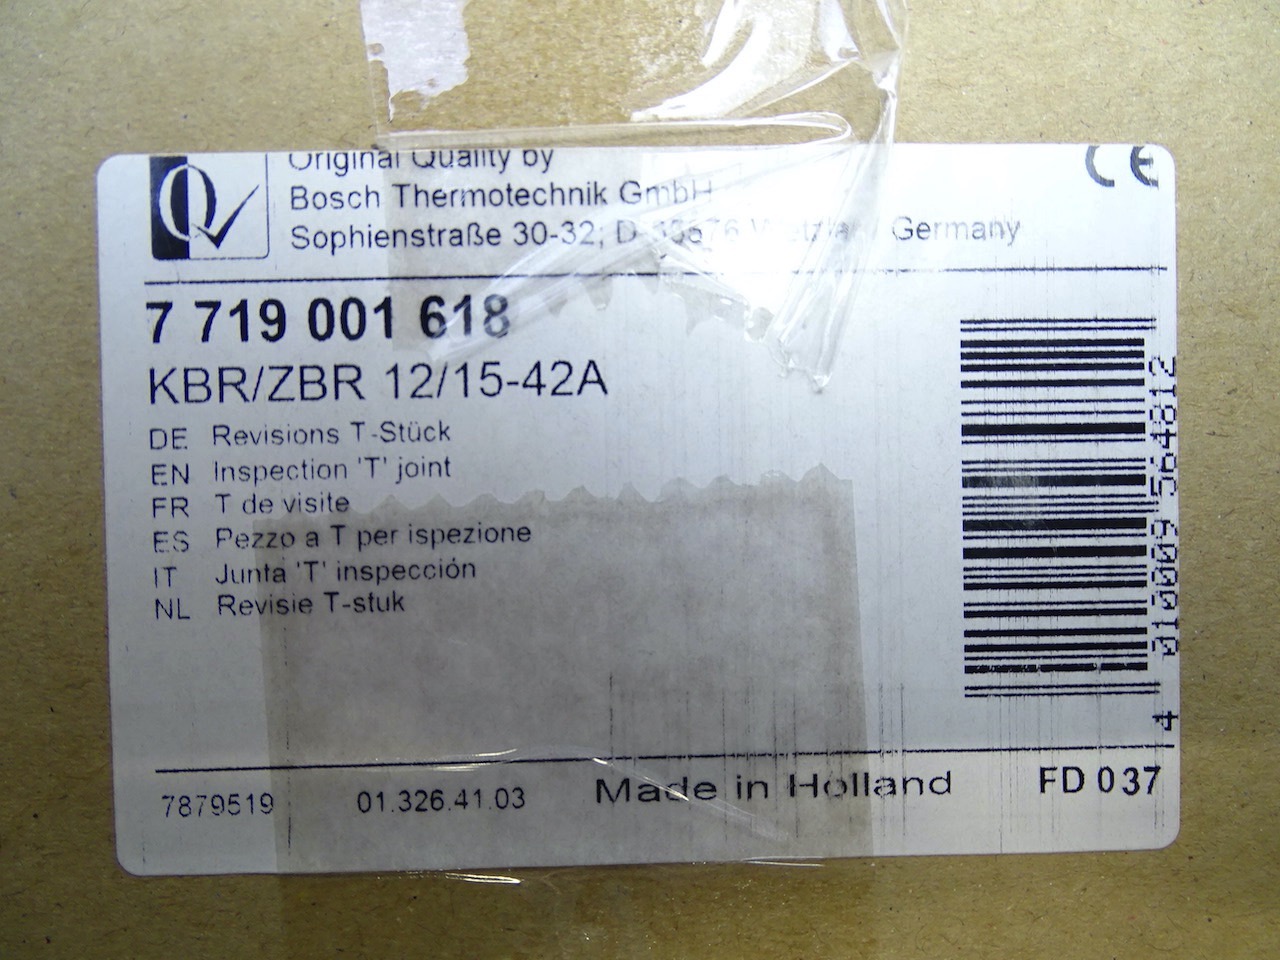 Q
Original Quality by
CE
Bosch Thermotechnik GmbH
Sophienstraße 30-32; D Germany
7 719 001 618
KBR/ZBR 12/15-42A
DE Revisions T-Stück
EN Inspection 'T' joint
FR T de visite
ES Pezzo a T per ispezione
IT Junta 'T' inspección
NL Revisie T-stuk
4 010009 564812
7879519 01.326.41.03 Made in Holland FD 037